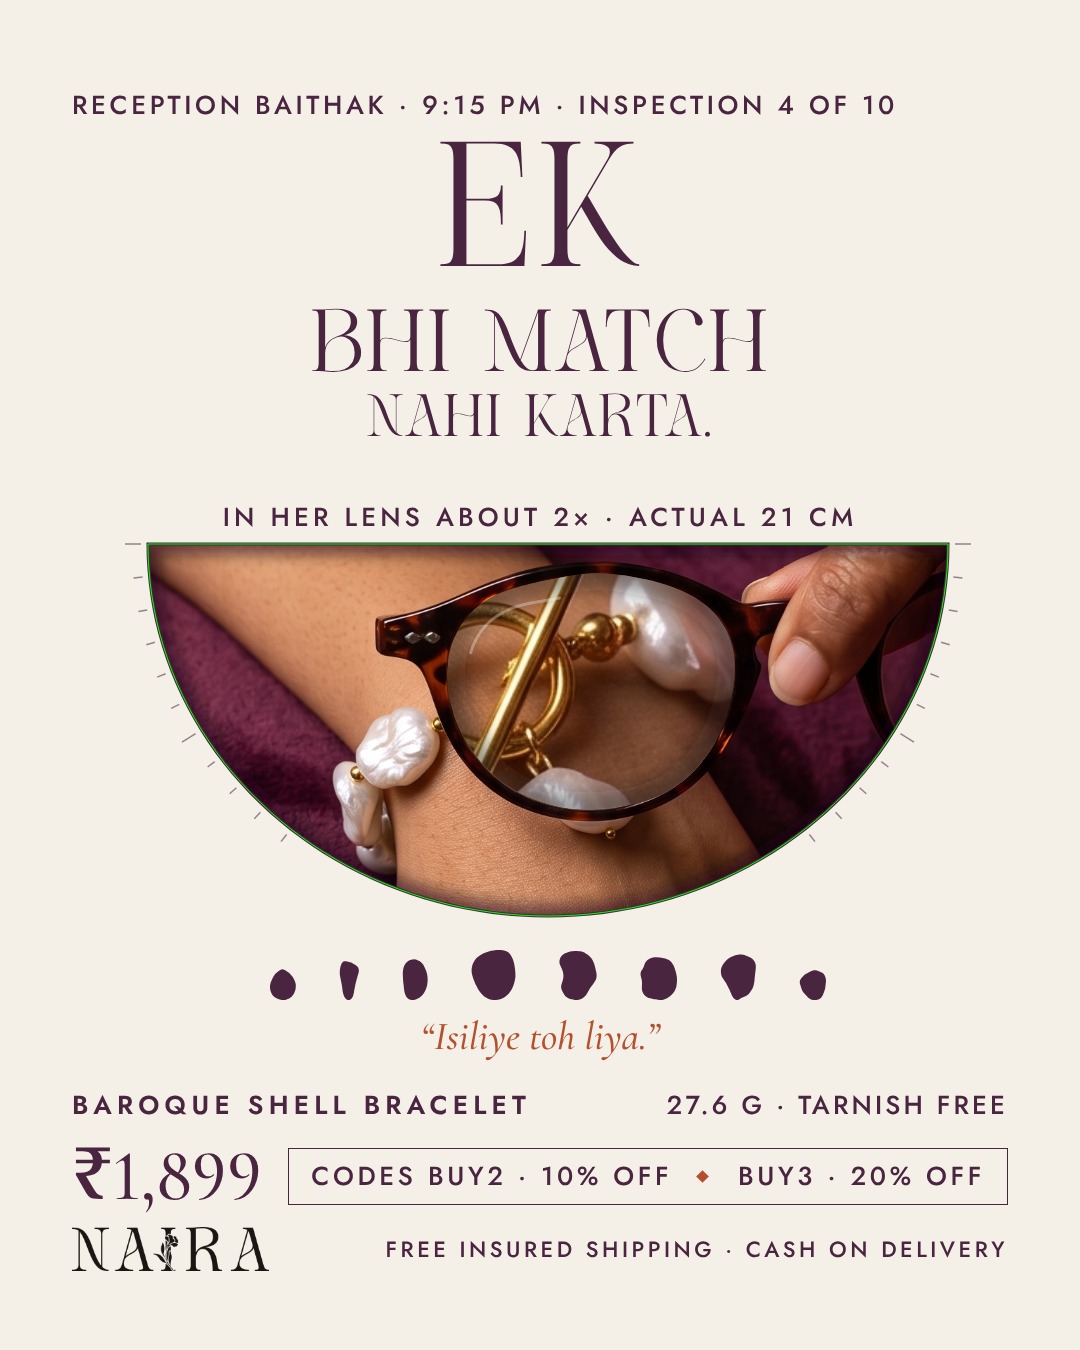 RECEPTION BAITHAK · 9:15 PM · INSPECTION 4 OF 10
EK
BHI MATCH
NAHI KARTA.
IN HER LENS ABOUT 2× · ACTUAL 21 CM
“Isiliye toh liya.”
BAROQUE SHELL BRACELET
27.6 G · TARNISH FREE
₹1,899
CODES BUY2 · 10% OFF ◆ BUY3 · 20% OFF
NAIRA
FREE INSURED SHIPPING · CASH ON DELIVERY